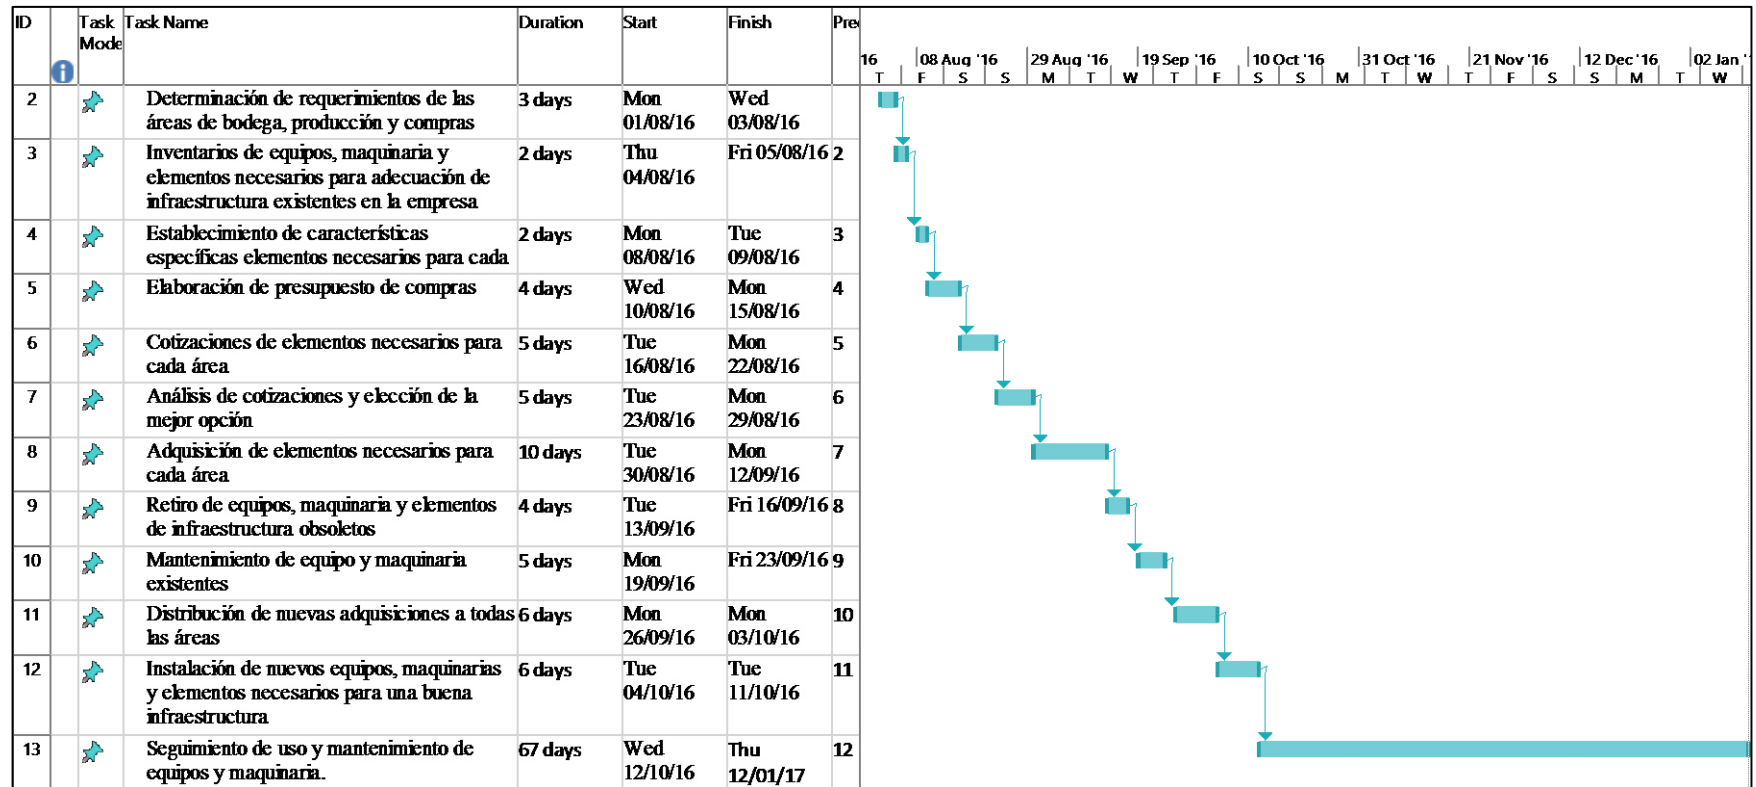 ID Task Task Name Duration Start Finish Pre
Mode
16 08 Aug '16 29 Aug '16 19 Sep '16 10 Oct '16 31 Oct '16 21 Nov '16 12 Dec '16 02 Jan '
T F S S M T W T F S S M T W T F S S M T W
2 Determinación de requerimientos de las 3 days Mon Wed
áreas de bodega, producción y compras 01/08/16 03/08/16
3 Inventarios de equipos, maquinaria y 2 days Thu Fri 05/08/16 2
elementos necesarios para adecuación de 04/08/16
infraestructura existentes en la empresa
4 Establecimiento de características 2 days Mon Tue 3
específicas elementos necesarios para cada 08/08/16 09/08/16
5 Elaboración de presupuesto de compras 4 days Wed Mon 4
10/08/16 15/08/16
6 Cotizaciones de elementos necesarios para 5 days Tue Mon 5
cada área 16/08/16 22/08/16
7 Análisis de cotizaciones y elección de la 5 days Tue Mon 6
mejor opción 23/08/16 29/08/16
8 Adquisición de elementos necesarios para 10 days Tue Mon 7
cada área 30/08/16 12/09/16
9 Retiro de equipos, maquinaria y elementos 4 days Tue Fri 16/09/16 8
de infraestructura obsoletos 13/09/16
10 Mantenimiento de equipo y maquinaria 5 days Mon Fri 23/09/16 9
existentes 19/09/16
11 Distribución de nuevas adquisiciones a todas 6 days Mon Mon 10
las áreas 26/09/16 03/10/16
12 Instalación de nuevos equipos, maquinarias 6 days Tue Tue 11
y elementos necesarios para una buena 04/10/16 11/10/16
infraestructura
13 Seguimiento de uso y mantenimiento de 67 days Wed Thu 12
equipos y maquinaria. 12/10/16 12/01/17